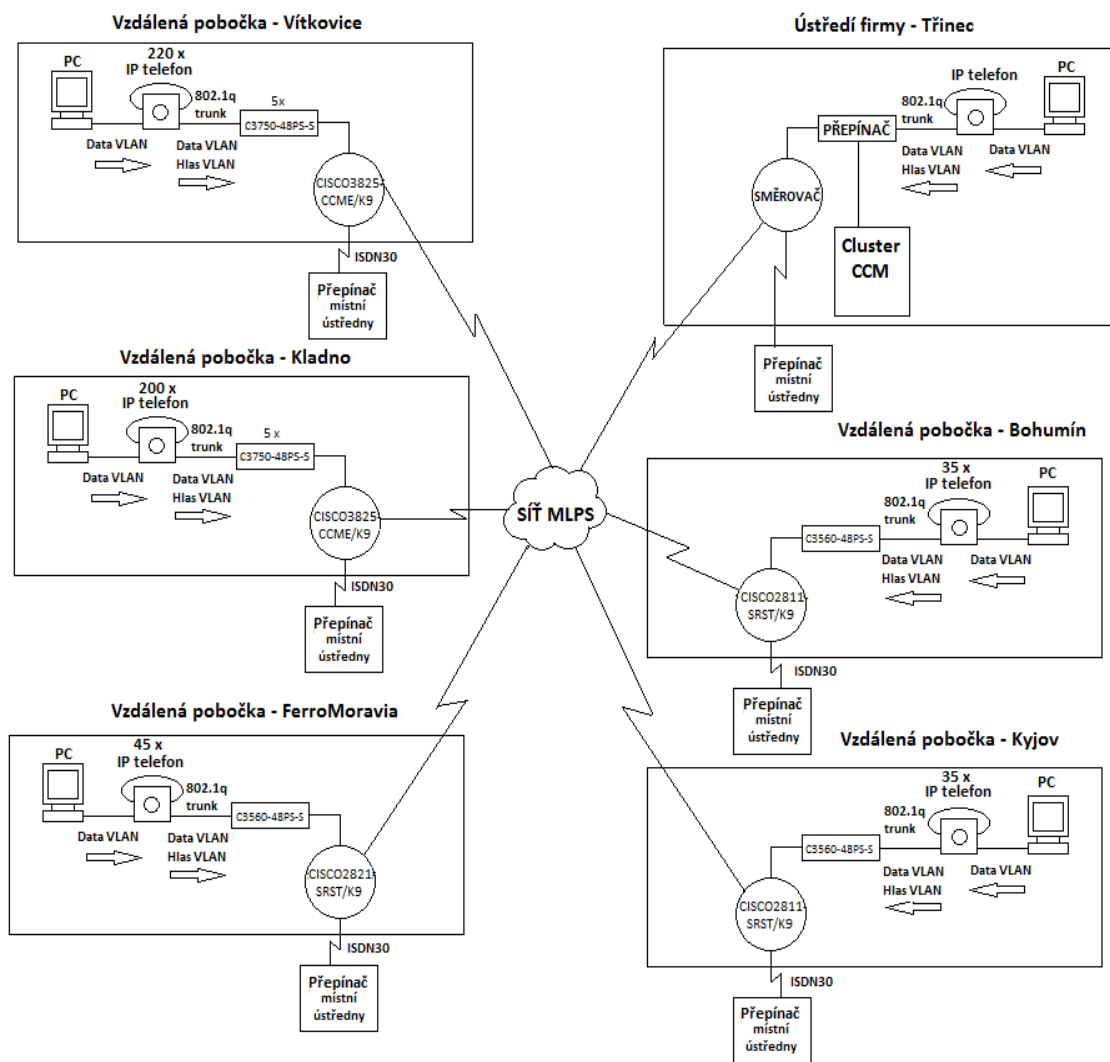 Vzdálená pobočka - Vítkovice
PC
220 x
IP telefon
802.1q
trunk
5x
C3750-48PS-S
Data VLAN
Data VLAN
Hlas VLAN
CISCO3825-
CCME/K9
ISDN30
Přepínač
místní
ústředny
Ústředí firmy - Třinec
IP telefon
PC
802.1q
trunk
PŘEPÍNAČ
Data VLAN
Hlas VLAN
Data VLAN
SMĚROVAČ
Cluster
CCM
Přepínač
místní
ústředny
Vzdálená pobočka - Kladno
PC
200 x
IP telefon
802.1q
trunk
5 x
C3750-48PS-S
Data VLAN
Data VLAN
Hlas VLAN
CISCO3825-
CCME/K9
ISDN30
Přepínač
místní
ústředny
SÍŤ MLPS
Vzdálená pobočka - Bohumín
35 x
IP telefon
PC
802.1q
trunk
C3560-48PS-S
Data VLAN
Hlas VLAN
Data VLAN
CISCO2811-
SRST/K9
ISDN30
Přepínač
místní
ústředny
Vzdálená pobočka - FerroMoravia
PC
45 x
IP telefon
802.1q
trunk
C3560-48PS-S
Data VLAN
Data VLAN
Hlas VLAN
CISCO2821-
SRST/K9
ISDN30
Přepínač
místní
ústředny
Vzdálená pobočka - Kyjov
35 x
IP telefon
PC
802.1q
trunk
C3560-48PS-S
Data VLAN
Hlas VLAN
Data VLAN
CISCO2811-
SRST/K9
ISDN30
Přepínač
místní
ústředny